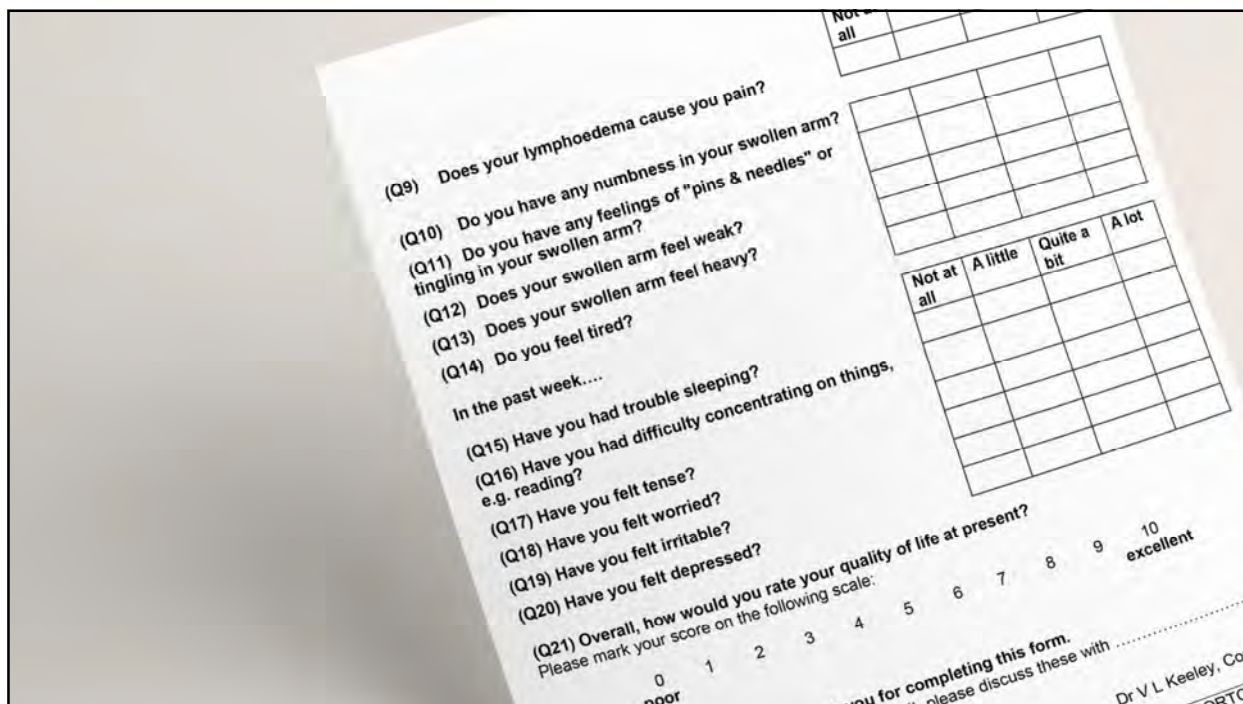 Not a
all
(Q9) Does your lymphoedema cause you pain?
(Q10) Do you have any numbness in your swollen arm?
(Q11) Do you have any feelings of "pins & needles" or
tingling in your swollen arm?
(Q12) Does your swollen arm feel weak?
(Q13) Does your swollen arm feel heavy?
(Q14) Do you feel tired?
In the past week....
Not at all
A little
Quite a bit
A lot
(Q15) Have you had trouble sleeping?
(Q16) Have you had difficulty concentrating on things,
e.g. reading?
(Q17) Have you felt tense?
(Q18) Have you felt worried?
(Q19) Have you felt irritable?
(Q20) Have you felt depressed?
(Q21) Overall, how would you rate your quality of life at present?
Please mark your score on the following scale:
0 1 2 3 4 5 6 7 8 9 10
poor excellent
you for completing this form.
please discuss these with ........................
Dr V L Keeley, Co